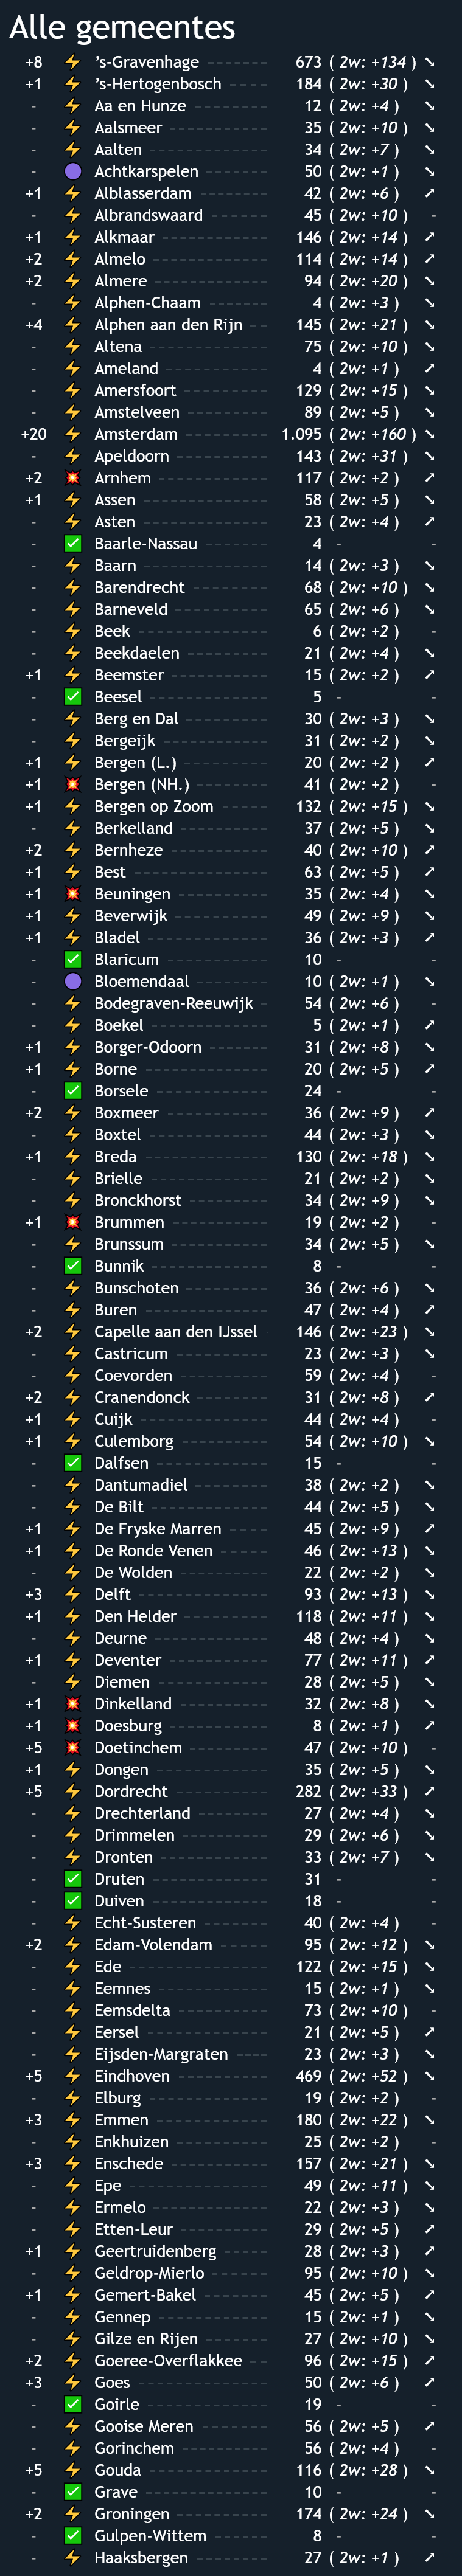 Alle gemeentes
+8 's-Gravenhage 673 ( 2w: +134 ) ↘
+1 's-Hertogenbosch 184 ( 2w: +30 ) ↘
- Aa en Hunze 12 ( 2w: +4 ) ↘
- Aalsmeer 35 ( 2w: +10 ) ↘
- Aalten 34 ( 2w: +7 ) ↘
- Achtkarspelen 50 ( 2w: +1 ) ↘
+1 Alblasserdam 42 ( 2w: +6 ) ↗
- Albrandswaard 45 ( 2w: +10 ) -
+1 Alkmaar 146 ( 2w: +14 ) ↗
+2 Almelo 114 ( 2w: +14 ) ↗
+2 Almere 94 ( 2w: +20 ) ↘
- Alphen-Chaam 4 ( 2w: +3 ) ↘
+4 Alphen aan den Rijn 145 ( 2w: +21 ) ↘
- Altena 75 ( 2w: +10 ) ↘
- Ameland 4 ( 2w: +1 ) ↗
- Amersfoort 129 ( 2w: +15 ) ↘
- Amstelveen 89 ( 2w: +5 ) ↘
+20 Amsterdam 1.095 ( 2w: +160 ) ↘
- Apeldoorn 143 ( 2w: +31 ) ↘
+2 Arnhem 117 ( 2w: +2 ) ↗
+1 Assen 58 ( 2w: +5 ) ↘
- Asten 23 ( 2w: +4 ) ↗
- Baarle-Nassau 4 - -
- Baarn 14 ( 2w: +3 ) ↘
- Barendrecht 68 ( 2w: +10 ) ↘
- Barneveld 65 ( 2w: +6 ) ↘
- Beek 6 ( 2w: +2 ) -
- Beekdaelen 21 ( 2w: +4 ) ↘
+1 Beemster 15 ( 2w: +2 ) ↗
- Beesel 5 - -
- Berg en Dal 30 ( 2w: +3 ) ↘
- Bergeijk 31 ( 2w: +2 ) ↘
+1 Bergen (L.) 20 ( 2w: +2 ) ↗
+1 Bergen (NH.) 41 ( 2w: +2 ) -
+1 Bergen op Zoom 132 ( 2w: +15 ) ↘
- Berkelland 37 ( 2w: +5 ) ↘
+2 Bernheze 40 ( 2w: +10 ) ↗
+1 Best 63 ( 2w: +5 ) ↗
+1 Beuningen 35 ( 2w: +4 ) ↘
+1 Beverwijk 49 ( 2w: +9 ) ↘
+1 Bladel 36 ( 2w: +3 ) ↗
- Blaricum 10 - -
- Bloemendaal 10 ( 2w: +1 ) ↘
- Bodegraven-Reeuwijk 54 ( 2w: +6 ) -
- Boekel 5 ( 2w: +1 ) ↗
+1 Borger-Odoorn 31 ( 2w: +8 ) ↘
+1 Borne 20 ( 2w: +5 ) ↗
- Borsele 24 - -
+2 Boxmeer 36 ( 2w: +9 ) ↗
- Boxtel 44 ( 2w: +3 ) ↘
+1 Breda 130 ( 2w: +18 ) ↘
- Brielle 21 ( 2w: +2 ) ↘
- Bronckhorst 34 ( 2w: +9 ) ↘
+1 Brummen 19 ( 2w: +2 ) -
- Brunssum 34 ( 2w: +5 ) ↘
- Bunnik 8 - -
- Bunschoten 36 ( 2w: +6 ) ↘
- Buren 47 ( 2w: +4 ) ↗
+2 Capelle aan den IJssel 146 ( 2w: +23 ) ↘
- Castricum 23 ( 2w: +3 ) ↘
- Coevorden 59 ( 2w: +4 ) -
+2 Cranendonck 31 ( 2w: +8 ) ↗
+1 Cuijk 44 ( 2w: +4 ) -
+1 Culemborg 54 ( 2w: +10 ) ↘
- Dalfsen 15 - -
- Dantumadiel 38 ( 2w: +2 ) ↘
- De Bilt 44 ( 2w: +5 ) ↘
+1 De Fryske Marren 45 ( 2w: +9 ) ↗
+1 De Ronde Venen 46 ( 2w: +13 ) ↘
- De Wolden 22 ( 2w: +2 ) ↘
+3 Delft 93 ( 2w: +13 ) ↘
+1 Den Helder 118 ( 2w: +11 ) ↘
- Deurne 48 ( 2w: +4 ) ↘
+1 Deventer 77 ( 2w: +11 ) ↗
- Diemen 28 ( 2w: +5 ) ↘
+1 Dinkelland 32 ( 2w: +8 ) ↘
+1 Doesburg 8 ( 2w: +1 ) ↗
+5 Doetinchem 47 ( 2w: +10 ) -
+1 Dongen 35 ( 2w: +5 ) ↘
+5 Dordrecht 282 ( 2w: +33 ) ↗
- Drechterland 27 ( 2w: +4 ) ↘
- Drimmelen 29 ( 2w: +6 ) ↘
- Dronten 33 ( 2w: +7 ) ↘
- Druten 31 - -
- Duiven 18 - -
- Echt-Susteren 40 ( 2w: +4 ) -
+2 Edam-Volendam 95 ( 2w: +12 ) ↘
- Ede 122 ( 2w: +15 ) ↘
- Eemnes 15 ( 2w: +1 ) ↘
- Eemsdelta 73 ( 2w: +10 ) -
- Eersel 21 ( 2w: +5 ) ↗
- Eijsden-Margraten 23 ( 2w: +3 ) ↘
+5 Eindhoven 469 ( 2w: +52 ) ↘
- Elburg 19 ( 2w: +2 ) -
+3 Emmen 180 ( 2w: +22 ) ↘
- Enkhuizen 25 ( 2w: +2 ) -
+3 Enschede 157 ( 2w: +21 ) ↘
- Epe 49 ( 2w: +11 ) ↘
- Ermelo 22 ( 2w: +3 ) ↘
- Etten-Leur 29 ( 2w: +5 ) ↗
+1 Geertruidenberg 28 ( 2w: +3 ) ↗
- Geldrop-Mierlo 95 ( 2w: +10 ) ↘
+1 Gemert-Bakel 45 ( 2w: +5 ) ↗
- Gennep 15 ( 2w: +1 ) ↘
- Gilze en Rijen 27 ( 2w: +10 ) ↘
+2 Goeree-Overflakkee 96 ( 2w: +15 ) ↗
+3 Goes 50 ( 2w: +6 ) ↗
- Goirle 19 - -
- Gooise Meren 56 ( 2w: +5 ) ↗
- Gorinchem 56 ( 2w: +4 ) -
+5 Gouda 116 ( 2w: +28 ) ↘
- Grave 10 - -
+2 Groningen 174 ( 2w: +24 ) ↘
- Gulpen-Wittem 8 - -
- Haaksbergen 27 ( 2w: +1 ) ↗